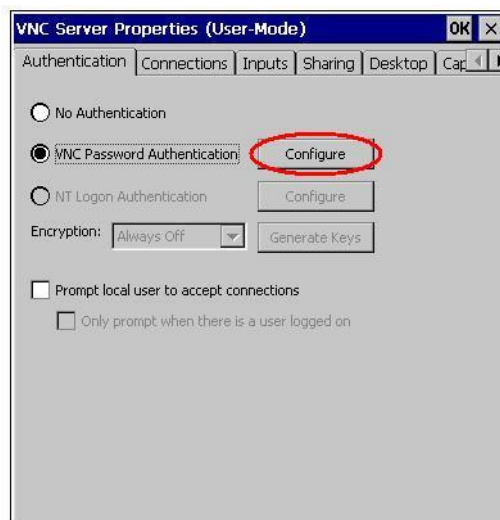 VNC Server Properties (User-Mode) OK ×
Authentication Connections Inputs Sharing Desktop Cap
No Authentication
VNC Password Authentication Configure
NT Logon Authentication Configure
Encryption: Always Off Generate Keys
Prompt local user to accept connections
Only prompt when there is a user logged on